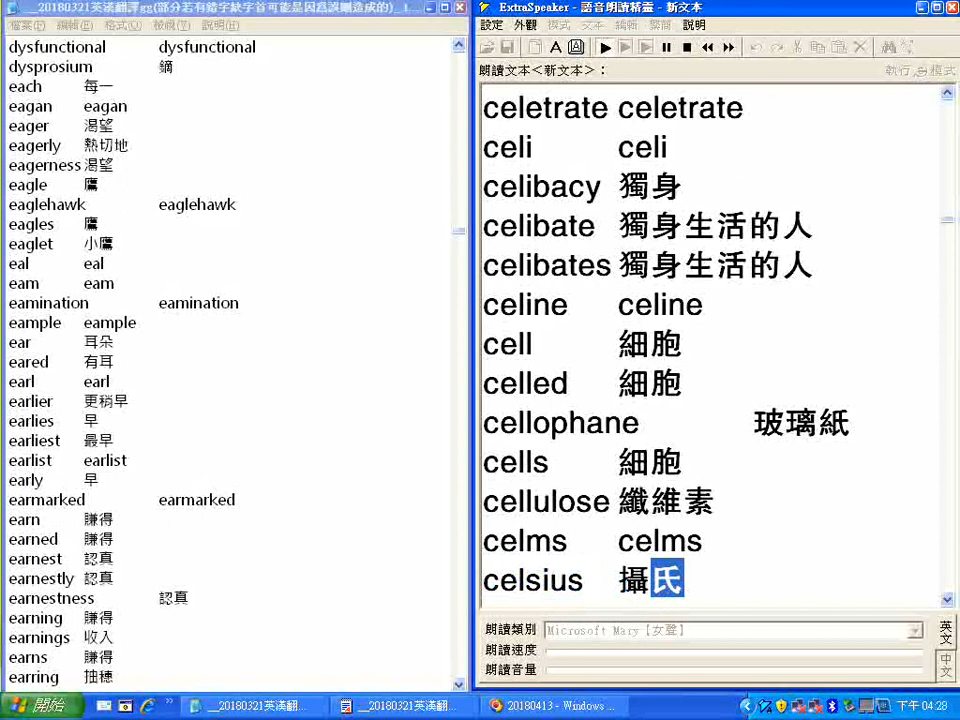 __20180321英漢翻譯gg(部分若有錯字缺字首可能是因為誤刪造成的)_
檔案(F) 編輯(E) 格式(O) 檢視(V) 說明(H)
dysfunctional dysfunctional
dysprosium 鏑
each 每一
eagan eagan
eager 渴望
eagerly 熱切地
eagerness 渴望
eagle 鷹
eaglehawk eaglehawk
eagles 鷹
eaglet 小鷹
eal eal
eam eam
eamination eamination
eample eample
ear 耳朵
eared 有耳
earl earl
earlier 更稍早
earlies 早
earliest 最早
earlist earlist
early 早
earmarked earmarked
earn 賺得
earned 賺得
earnest 認真
earnestly 認真
earnestness 認真
earning 賺得
earnings 收入
earns 賺得
earring 抽穗
ExtraSpeaker - 語音朗讀精靈 - 新文本
設定 外觀 模式 文本 編輯 繁簡 說明
朗讀文本<新文本>：
執行模式
celetrate celetrate
celi celi
celibacy 獨身
celibate 獨身生活的人
celibates 獨身生活的人
celine celine
cell 細胞
celled 細胞
cellophane 玻璃紙
cells 細胞
cellulose 纖維素
celms celms
celsius 攝氏
朗讀類別 Microsoft Mary【女聲】
朗讀速度
朗讀音量
英文
中文
開始
__20180321英漢翻...
__20180321英漢翻...
20180413 - Windows ...
下午 04:28